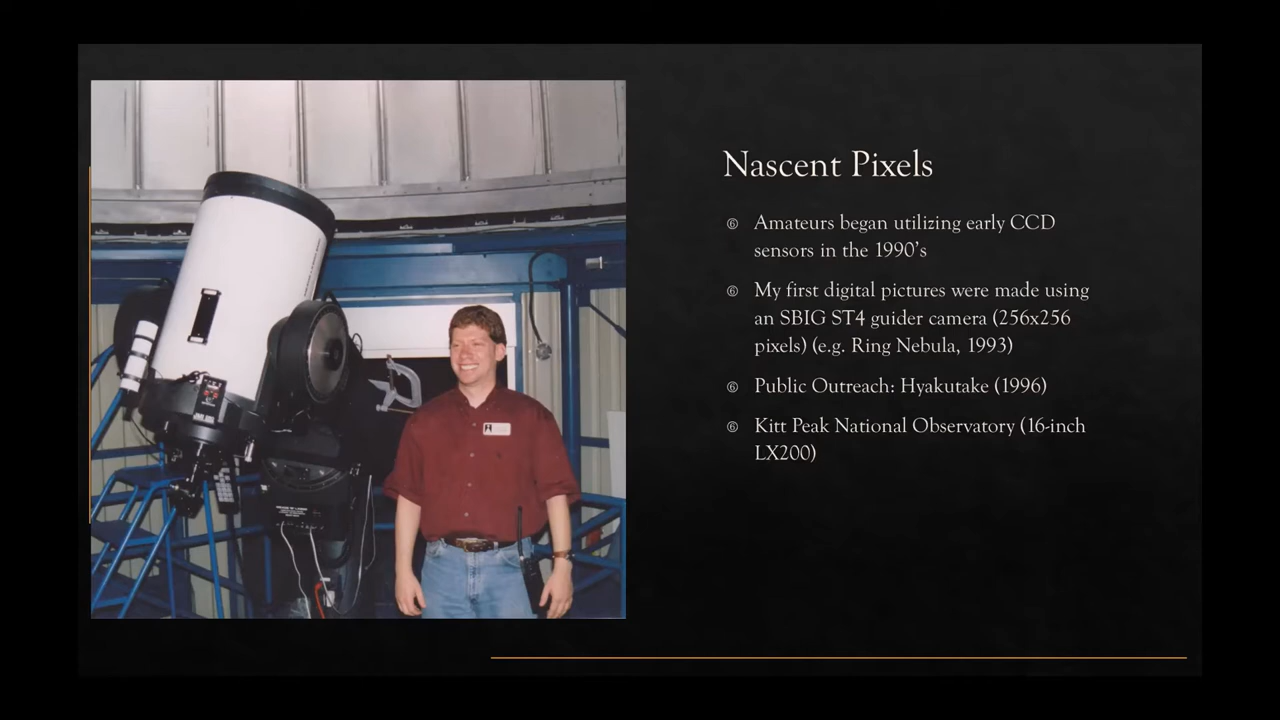 Nascent Pixels
Amateurs began utilizing early CCD
sensors in the 1990’s
My first digital pictures were made using
an SBIG ST4 guider camera (256x256
pixels) (e.g. Ring Nebula, 1993)
Public Outreach: Hyakutake (1996)
Kitt Peak National Observatory (16-inch
LX200)